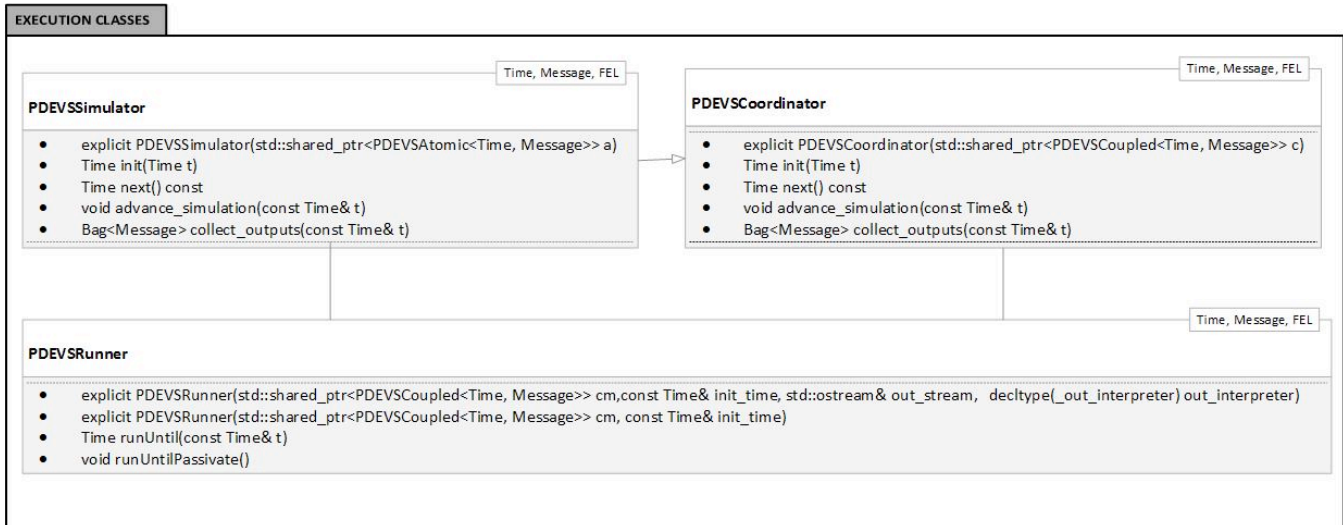 EXECUTION CLASSES
Time, Message, FEL
PDEVSSimulator
• explicit PDEVSSimulator(std::shared_ptr<PDEVSAtomic<Time, Message>> a)
• Time init(Time t)
• Time next() const
• void advance_simulation(const Time& t)
• Bag<Message> collect_outputs(const Time& t)
Time, Message, FEL
PDEVSCoordinator
• explicit PDEVSCoordinator(std::shared_ptr<PDEVSCoupled<Time, Message>> c)
• Time init(Time t)
• Time next() const
• void advance_simulation(const Time& t)
• Bag<Message> collect_outputs(const Time& t)
Time, Message, FEL
PDEVSRunner
• explicit PDEVSRunner(std::shared_ptr<PDEVSCoupled<Time, Message>> cm,const Time& init_time, std::ostream& out_stream, decltype(_out_interpreter) out_interpreter)
• explicit PDEVSRunner(std::shared_ptr<PDEVSCoupled<Time, Message>> cm, const Time& init_time)
• Time runUntil(const Time& t)
• void runUntilPassivate()